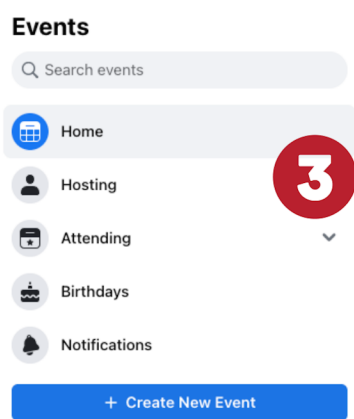 Events
Search events
Home
3
Hosting
Attending
Birthdays
Notifications
+ Create New Event